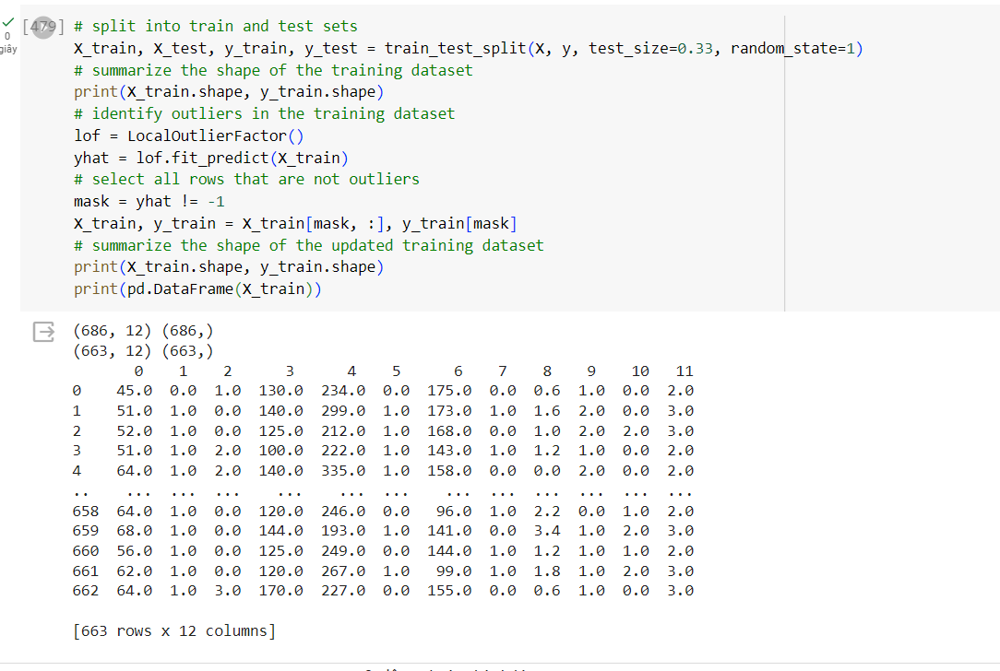 [479] # split into train and test sets
X_train, X_test, y_train, y_test = train_test_split(X, y, test_size=0.33, random_state=1)
# summarize the shape of the training dataset
print(X_train.shape, y_train.shape)
# identify outliers in the training dataset
lof = LocalOutlierFactor()
yhat = lof.fit_predict(X_train)
# select all rows that are not outliers
mask = yhat != -1
X_train, y_train = X_train[mask, :], y_train[mask]
# summarize the shape of the updated training dataset
print(X_train.shape, y_train.shape)
print(pd.DataFrame(X_train))
0
giây
(686, 12) (686,)
(663, 12) (663,)
0 1 2 3 4 5 6 7 8 9 10 11
0 45.0 0.0 1.0 130.0 234.0 0.0 175.0 0.0 0.6 1.0 0.0 2.0
1 51.0 1.0 0.0 140.0 299.0 1.0 173.0 1.0 1.6 2.0 0.0 3.0
2 52.0 1.0 0.0 125.0 212.0 1.0 168.0 0.0 1.0 2.0 2.0 3.0
3 51.0 1.0 2.0 100.0 222.0 1.0 143.0 1.0 1.2 1.0 0.0 2.0
4 64.0 1.0 2.0 140.0 335.0 1.0 158.0 0.0 0.0 2.0 0.0 2.0
.. ... ... ... ... ... ... ... ... ... ... ... ...
658 64.0 1.0 0.0 120.0 246.0 0.0 96.0 1.0 2.2 0.0 1.0 2.0
659 68.0 1.0 0.0 144.0 193.0 1.0 141.0 0.0 3.4 1.0 2.0 3.0
660 56.0 1.0 0.0 125.0 249.0 0.0 144.0 1.0 1.2 1.0 1.0 2.0
661 62.0 1.0 0.0 120.0 267.0 1.0 99.0 1.0 1.8 1.0 2.0 3.0
662 64.0 1.0 3.0 170.0 227.0 0.0 155.0 0.0 0.6 1.0 0.0 3.0
[663 rows x 12 columns]